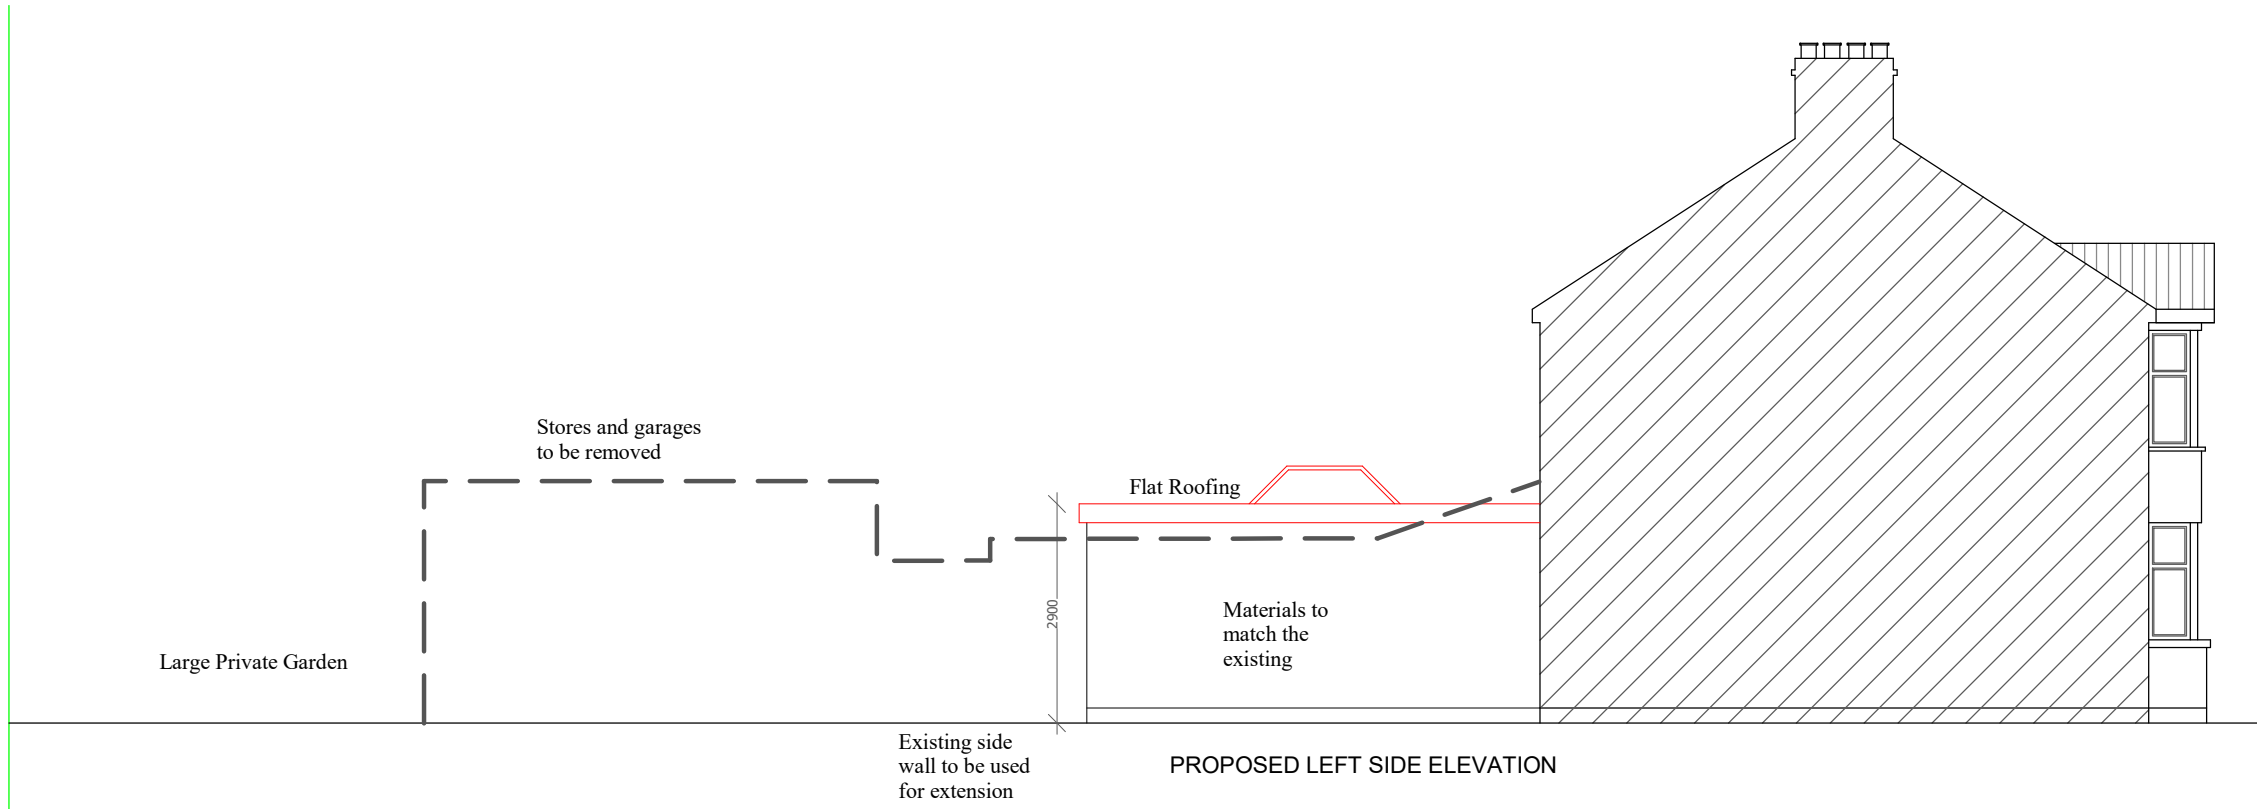 Stores and garages
to be removed
Flat Roofing
2900
Materials to
match the
existing
Large Private Garden
Existing side
wall to be used
for extension
PROPOSED LEFT SIDE ELEVATION